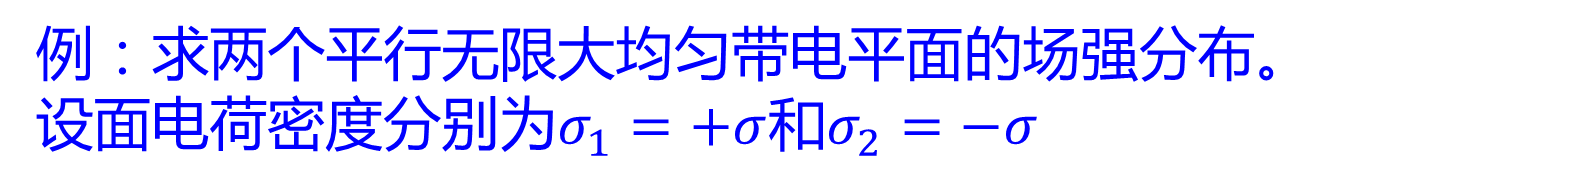 例：求两个平行无限大均匀带电平面的场强分布。
设面电荷密度分别为σ₁ = +σ和σ₂ = −σ